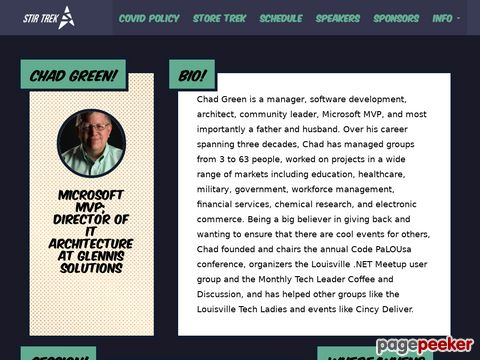 STIR TREK
COVID POLICY STORE TREK SCHEDULE SPEAKERS SPONSORS INFO
CHAD GREEN!
MICROSOFT
MVP;
DIRECTOR OF
IT
ARCHITECTURE
AT GLENNIS
SOLUTIONS
BIO!
Chad Green is a manager, software development,
architect, community leader, Microsoft MVP, and most
importantly a father and husband. Over his career
spanning three decades, Chad has managed groups
from 3 to 63 people, worked on projects in a wide
range of markets including education, healthcare,
military, government, workforce management,
financial services, chemical research, and electronic
commerce. Being a big believer in giving back and
wanting to ensure that there are cool events for others,
Chad founded and chairs the annual Code PaLOUsa
conference, organizers the Louisville .NET Meetup user
group and the Monthly Tech Leader Coffee and
Discussion, and has helped other groups like the
Louisville Tech Ladies and events like Cincy Deliver.
pagepeeker